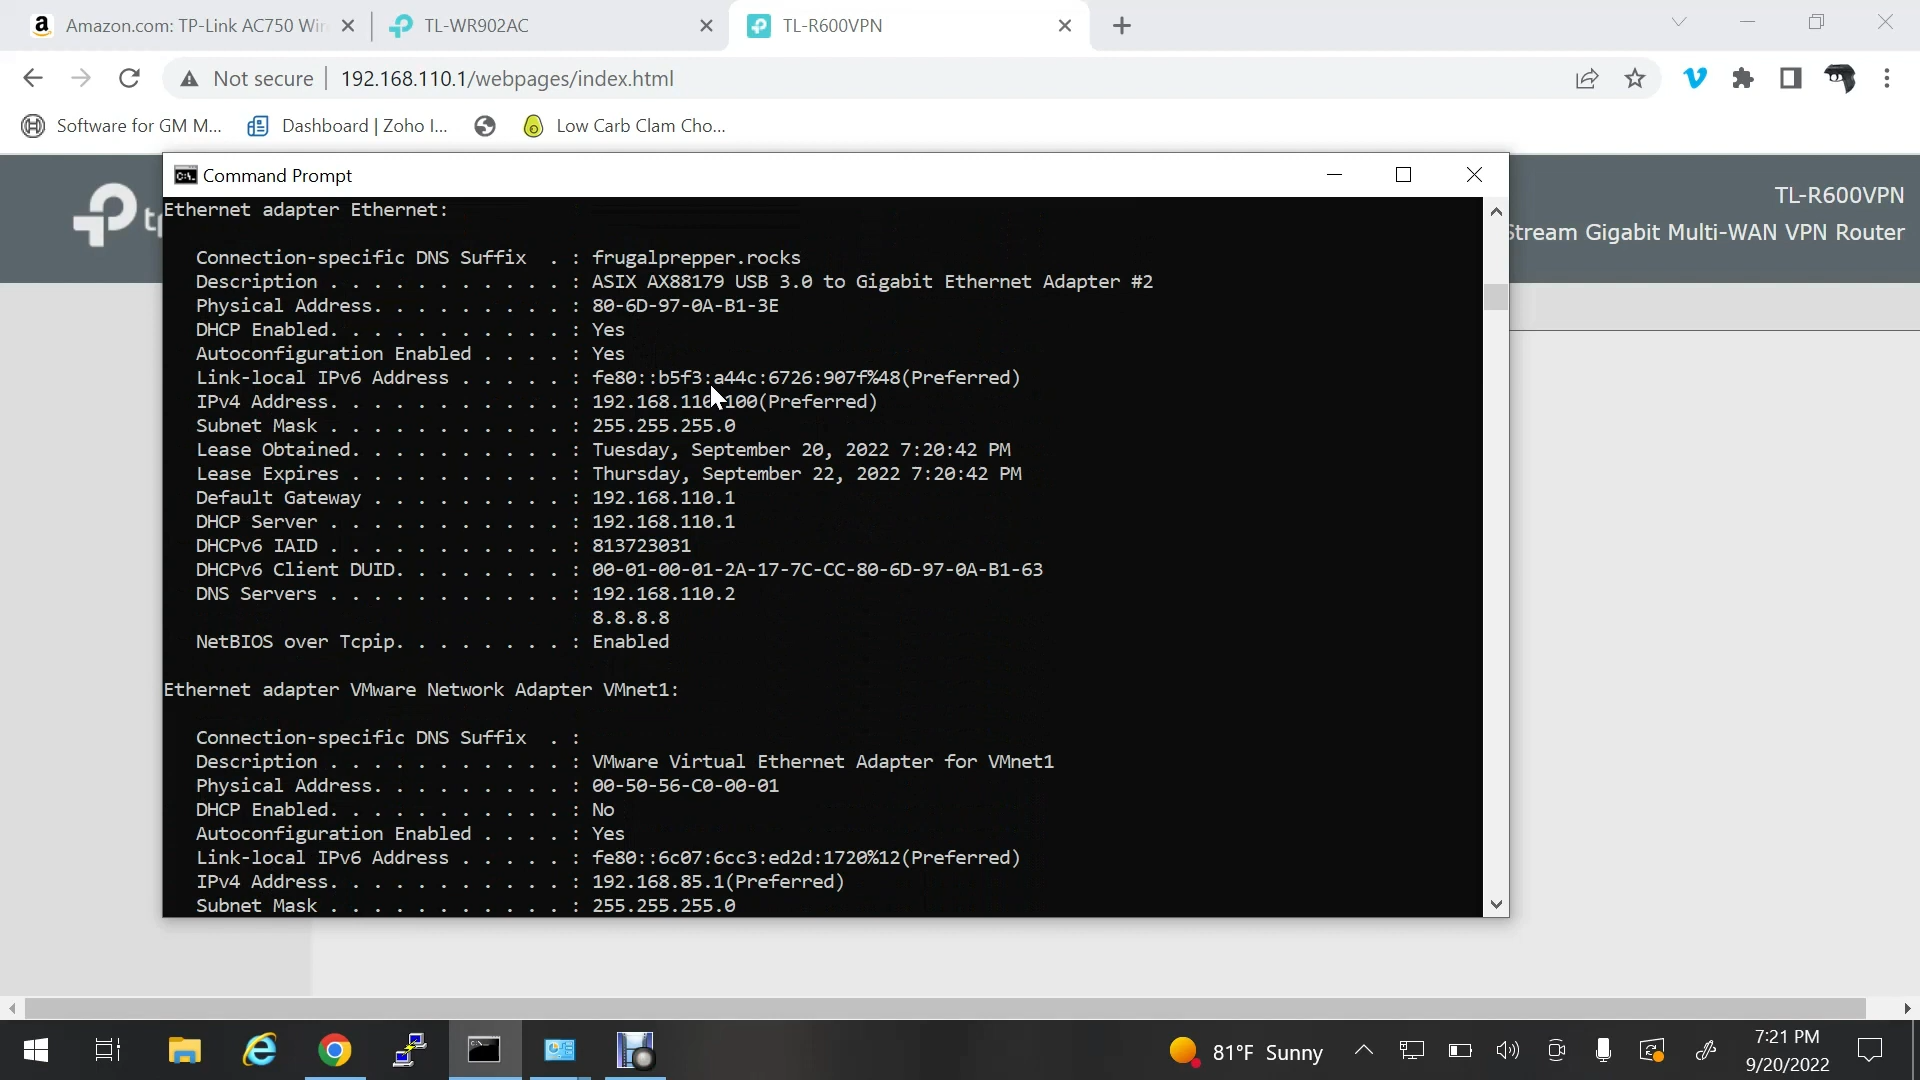 Amazon.com: TP-Link AC750 Wir
TL-WR902AC
TL-R600VPN
Not secure
192.168.110.1/webpages/index.html
Software for GM M...
Dashboard | Zoho I...
Low Carb Clam Cho...
Command Prompt
TL-R600VPN
Stream Gigabit Multi-WAN VPN Router
Ethernet adapter Ethernet:
Connection-specific DNS Suffix  . : frugalprepper.rocks
Description . . . . . . . . . . . : ASIX AX88179 USB 3.0 to Gigabit Ethernet Adapter #2
Physical Address. . . . . . . . . : 80-6D-97-0A-B1-3E
DHCP Enabled. . . . . . . . . . . : Yes
Autoconfiguration Enabled . . . . : Yes
Link-local IPv6 Address . . . . . : fe80::b5f3:a44c:6726:907f%48(Preferred)
IPv4 Address. . . . . . . . . . . : 192.168.110.100(Preferred)
Subnet Mask . . . . . . . . . . . : 255.255.255.0
Lease Obtained. . . . . . . . . . : Tuesday, September 20, 2022 7:20:42 PM
Lease Expires . . . . . . . . . . : Thursday, September 22, 2022 7:20:42 PM
Default Gateway . . . . . . . . . : 192.168.110.1
DHCP Server . . . . . . . . . . . : 192.168.110.1
DHCPv6 IAID . . . . . . . . . . . : 813723031
DHCPv6 Client DUID. . . . . . . . : 00-01-00-01-2A-17-7C-CC-80-6D-97-0A-B1-63
DNS Servers . . . . . . . . . . . : 192.168.110.2
8.8.8.8
NetBIOS over Tcpip. . . . . . . . : Enabled
Ethernet adapter VMware Network Adapter VMnet1:
Connection-specific DNS Suffix  . :
Description . . . . . . . . . . . : VMware Virtual Ethernet Adapter for VMnet1
Physical Address. . . . . . . . . : 00-50-56-C0-00-01
DHCP Enabled. . . . . . . . . . . : No
Autoconfiguration Enabled . . . . : Yes
Link-local IPv6 Address . . . . . : fe80::6c07:6cc3:ed2d:1720%12(Preferred)
IPv4 Address. . . . . . . . . . . : 192.168.85.1(Preferred)
Subnet Mask . . . . . . . . . . . : 255.255.255.0
81°F Sunny
7:21 PM
9/20/2022